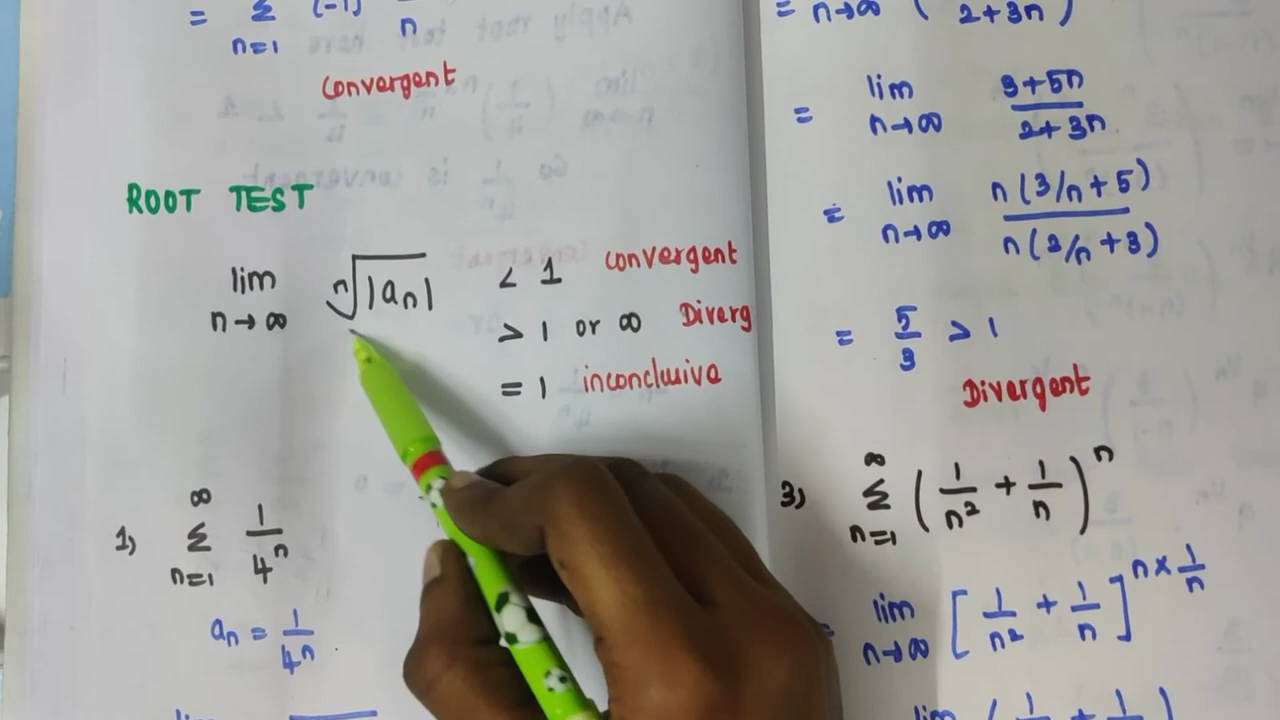 = Σ (-1) n
n=1
Convergent
ROOT TEST
lim n→∞ ⁿ√|aₙ| < 1 convergent
> 1 or ∞ Diverg
= 1 inconclusive
1) ∞ Σ n=1 1/4ⁿ
aₙ = 1/4ⁿ
= n→∞ ( 2+3n )
= lim n→∞ 3+5n / 2+3n
= lim n→∞ n(3/n+5) / n(2/n+3)
= 5/3 > 1
Divergent
3) ∞ Σ n=1 (1/n² + 1/n)ⁿ
lim n→∞ [1/n² + 1/n]^(n×1/n)